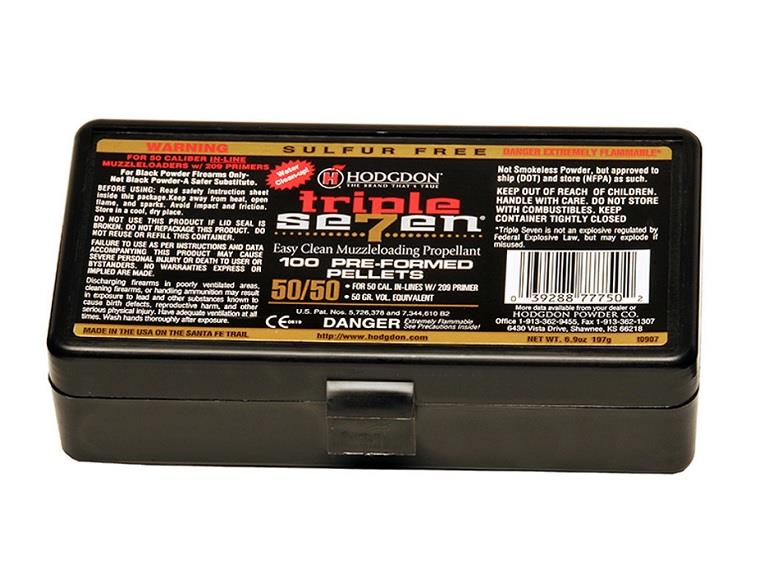 WARNING
FOR 50 CALIBER IN-LINE
MUZZLELOADERS w/ 209 PRIMERS
For Black Powder Firearms Only-
Not Black Powder-A Safer Substitute.
BEFORE USING: Read safety instruction sheet
inside this package. Keep away from heat, open
flame, and sparks. Avoid impact and friction.
Store in a cool, dry place.
DO NOT USE THIS PRODUCT IF LID SEAL IS
BROKEN. DO NOT REPACKAGE THIS PRODUCT. DO
NOT REUSE OR REFILL THIS CONTAINER.
FAILURE TO USE AS PER INSTRUCTIONS AND DATA
ACCOMPANYING THIS PRODUCT MAY CAUSE
SEVERE PERSONAL INJURY OR DEATH TO USER OR
BYSTANDERS. NO WARRANTIES EXPRESS OR
IMPLIED ARE MADE.
Discharging firearms in poorly ventilated areas,
cleaning firearms, or handling ammunition may result
in exposure to lead and other substances known to
cause birth defects, reproductive harm, and other
serious physical injury. Have adequate ventilation at all
times. Wash hands thoroughly after exposure.
MADE IN THE USA ON THE SANTA FE TRAIL
SULFUR FREE
Water
Clean-up!
HODGDON
THE BRAND THAT'S TRUE
triple
se7en®
Easy Clean Muzzleloading Propellant
100 PRE-FORMED
PELLETS
50/50
• FOR 50 CAL. IN-LINES W/ 209 PRIMER
• 50 GR. VOL. EQUIVALENT
U.S. Pat. Nos. 5,726,378 and 7,344,610 B2
CE 0619
DANGER Extremely Flammable
See Precautions Inside!
http://www.hodgdon.com
DANGER EXTREMELY FLAMMABLE*
Not Smokeless Powder, but approved to
ship (DOT) and store (NFPA) as such.
KEEP OUT OF REACH OF CHILDREN.
HANDLE WITH CARE. DO NOT STORE
WITH COMBUSTIBLES. KEEP
CONTAINER TIGHTLY CLOSED
*Triple Seven is not an explosive regulated by
Federal Explosive Law, but may explode if
misused.
0 39288 77750 2
More data available from your dealer or
HODGDON POWDER CO.
Office 1-913-362-9455, Fax 1-913-362-1307
6430 Vista Drive, Shawnee, KS 66218
NET WT. 6.9oz 197g t0907